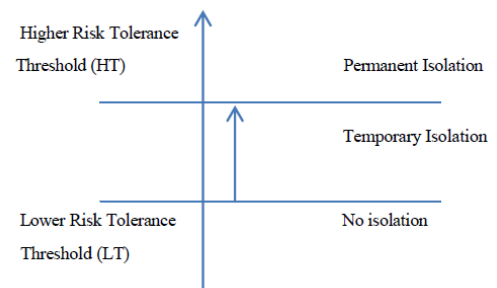 Higher Risk Tolerance
Threshold (HT)
Permanent Isolation
Temporary Isolation
Lower Risk Tolerance
Threshold (LT)
No isolation